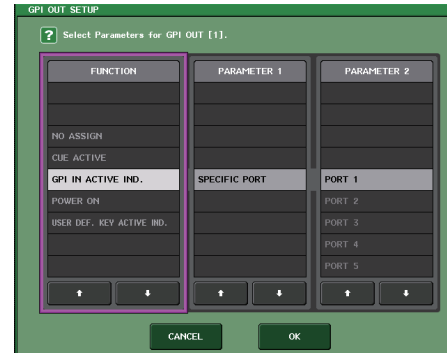 GPI OUT SETUP
? Select Parameters for GPI OUT [1].
FUNCTION
NO ASSIGN
CUE ACTIVE
GPI IN ACTIVE IND.
POWER ON
USER DEF. KEY ACTIVE IND.
PARAMETER 1
SPECIFIC PORT
PARAMETER 2
PORT 1
PORT 2
PORT 3
PORT 4
PORT 5
CANCEL
OK